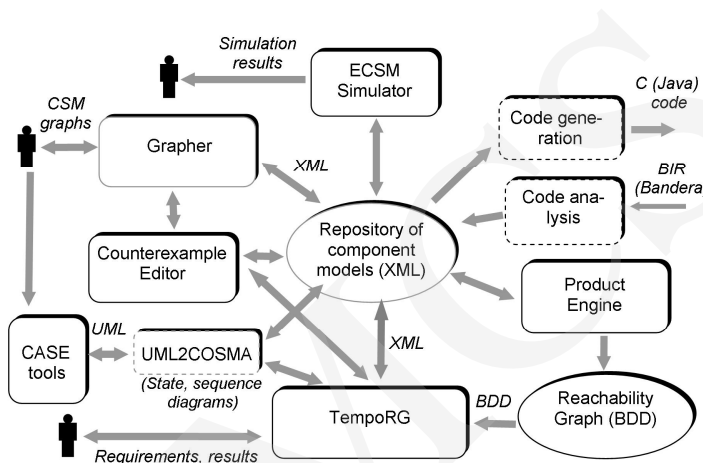 Simulation
results
ECSM
Simulator
C (Java)
code
CSM
graphs
Code gene-
ration
Grapher
XML
BIR
(Bandera)
Code ana-
lysis
Repository of
component
models (XML)
Counterexample
Editor
Product
Engine
UML
CASE
tools
UML2COSMA
XML
(State, sequence
diagrams)
TempoRG
BDD
Reachability
Graph (BDD)
Requirements, results